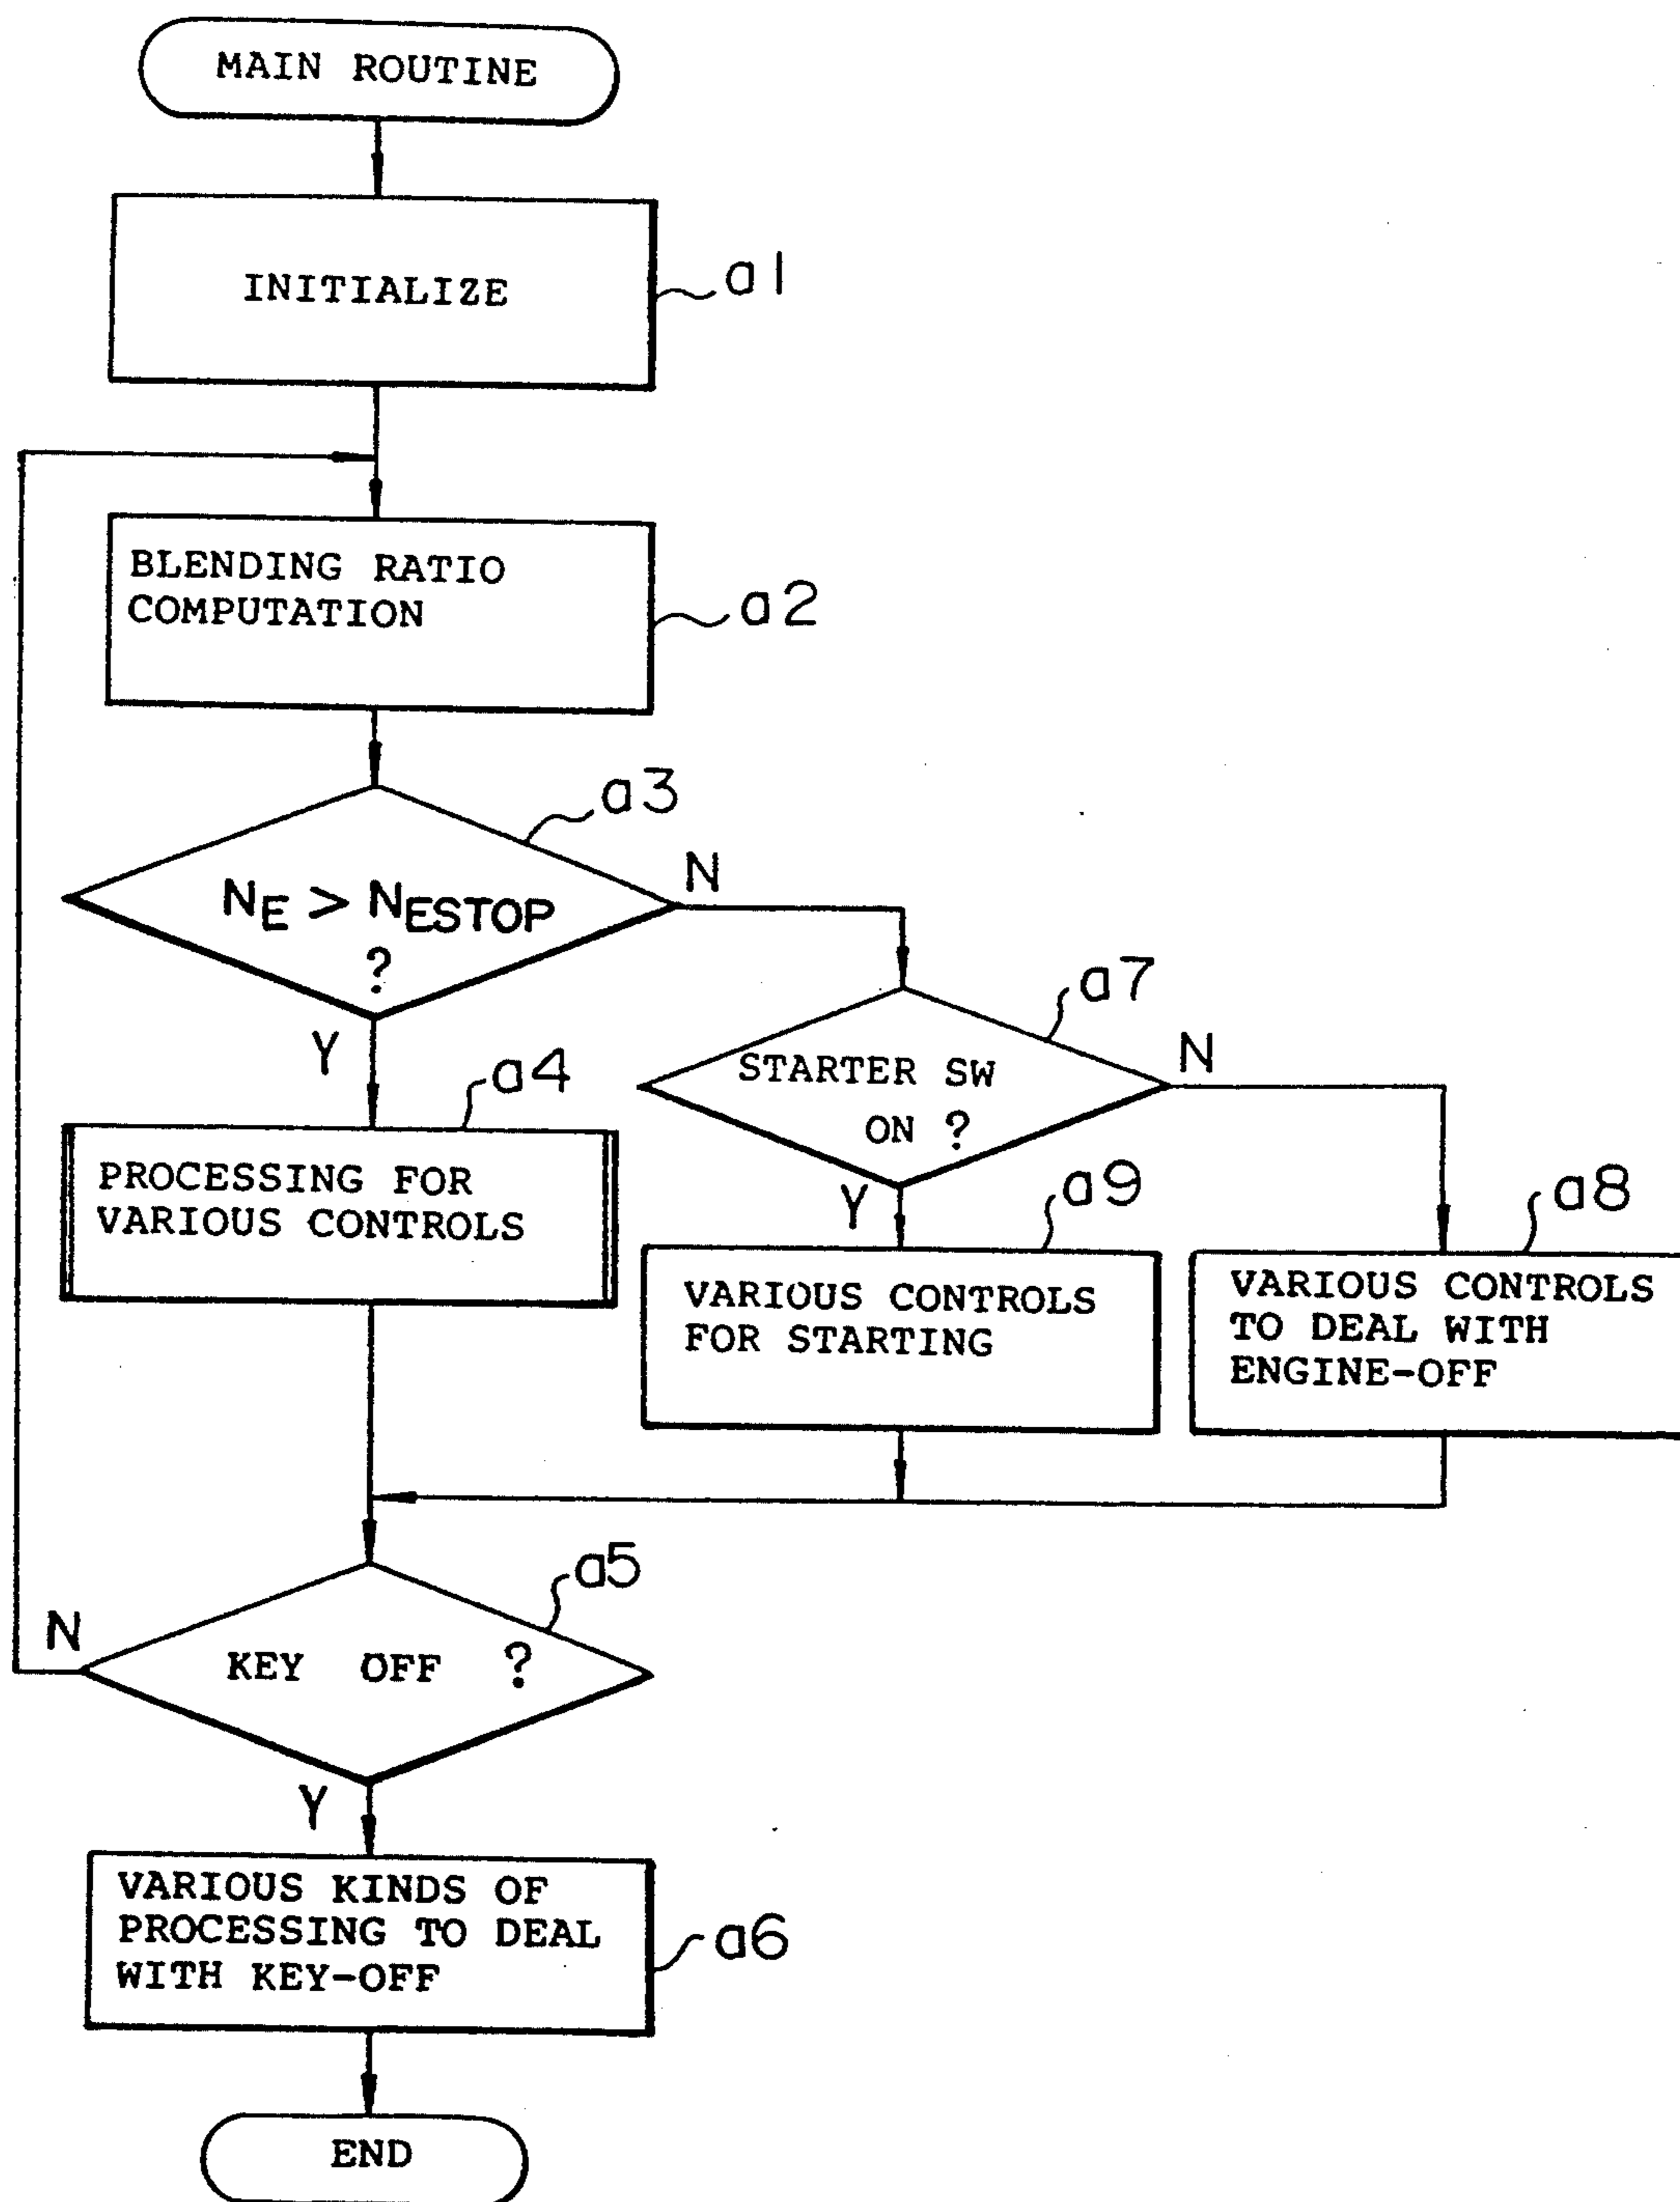 MAIN ROUTINE
INITIALIZE
a1
BLENDING RATIO
COMPUTATION
a2
a3
NE > NESTOP
?
N
Y
a7
STARTER SW
ON ?
N
Y
a4
PROCESSING FOR
VARIOUS CONTROLS
a9
VARIOUS CONTROLS
FOR STARTING
a8
VARIOUS CONTROLS
TO DEAL WITH
ENGINE-OFF
a5
KEY OFF ?
N
Y
VARIOUS KINDS OF
PROCESSING TO DEAL
WITH KEY-OFF
a6
END